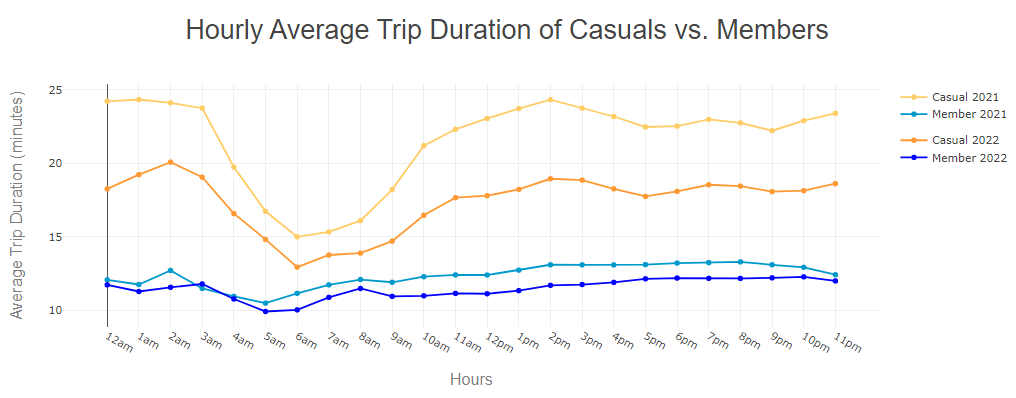 Hourly Average Trip Duration of Casuals vs. Members
Average Trip Duration (minutes)
25
20
15
10
12am
1am
2am
3am
4am
5am
6am
7am
8am
9am
10am
11am
12pm
1pm
2pm
3pm
4pm
5pm
6pm
7pm
8pm
9pm
10pm
11pm
Hours
Casual 2021
Member 2021
Casual 2022
Member 2022